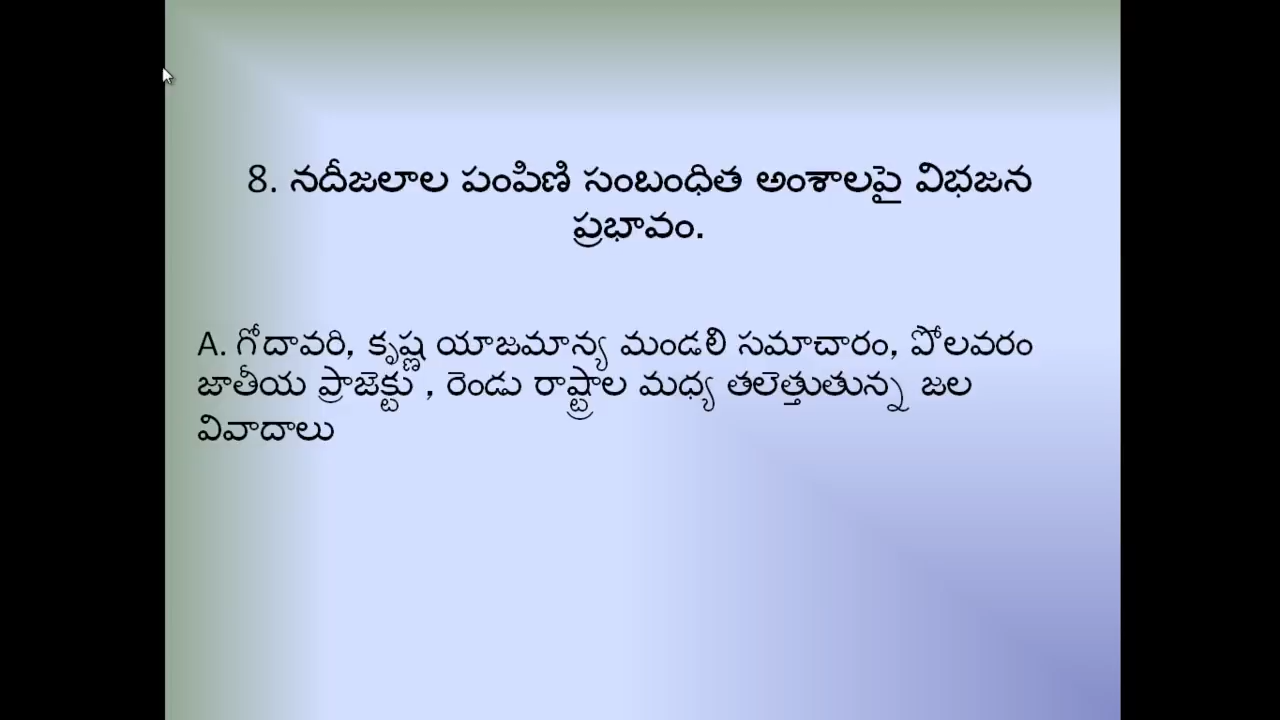 8. నదీజలాల పంపిణి సంబంధిత అంశాలపై విభజన
ప్రభావం.
A. గోదావరి, కృష్ణ యాజమాన్య మండలి సమాచారం, పోలవరం
జాతీయ ప్రాజెక్టు , రెండు రాష్ట్రాల మధ్య తలెత్తుతున్న జల
వివాదాలు